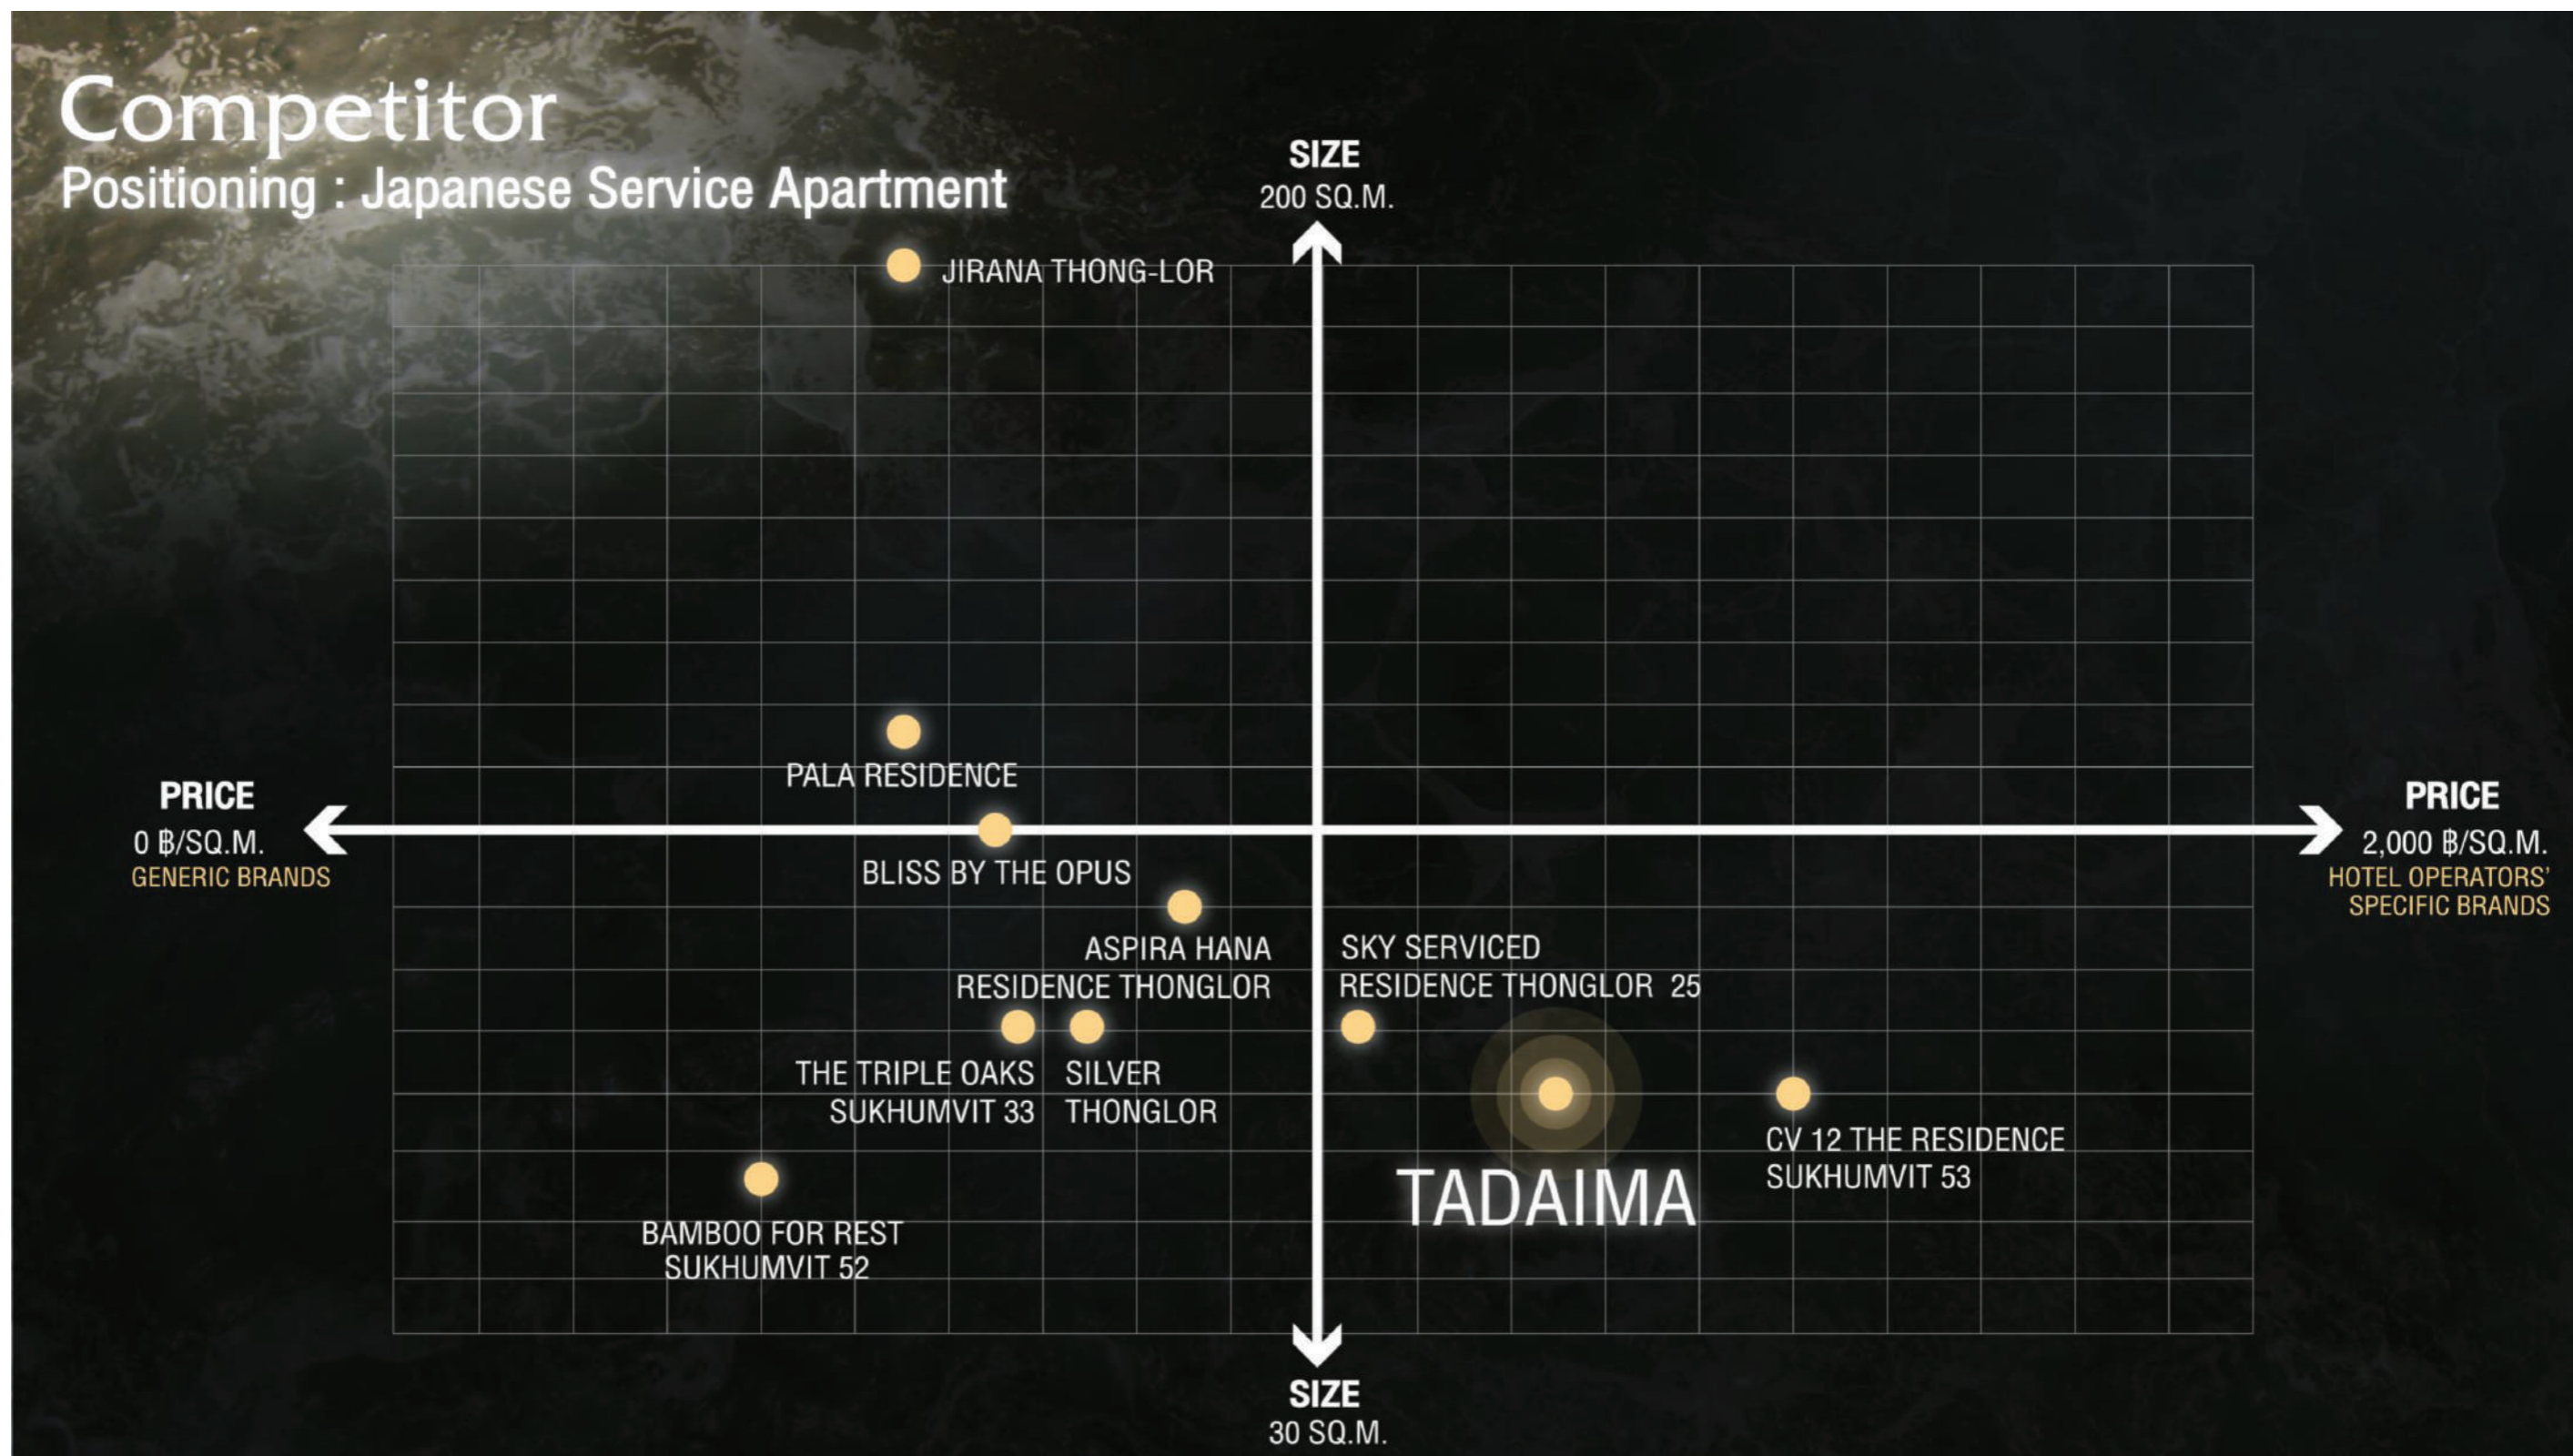 Competitor
Positioning : Japanese Service Apartment
SIZE
200 SQ.M.
JIRANA THONG-LOR
PALA RESIDENCE
PRICE
0 ฿/SQ.M.
GENERIC BRANDS
PRICE
2,000 ฿/SQ.M.
HOTEL OPERATORS'
SPECIFIC BRANDS
BLISS BY THE OPUS
ASPIRA HANA
RESIDENCE THONGLOR
SKY SERVICED
RESIDENCE THONGLOR 25
THE TRIPLE OAKS
SUKHUMVIT 33
SILVER
THONGLOR
TADAIMA
CV 12 THE RESIDENCE
SUKHUMVIT 53
BAMBOO FOR REST
SUKHUMVIT 52
SIZE
30 SQ.M.